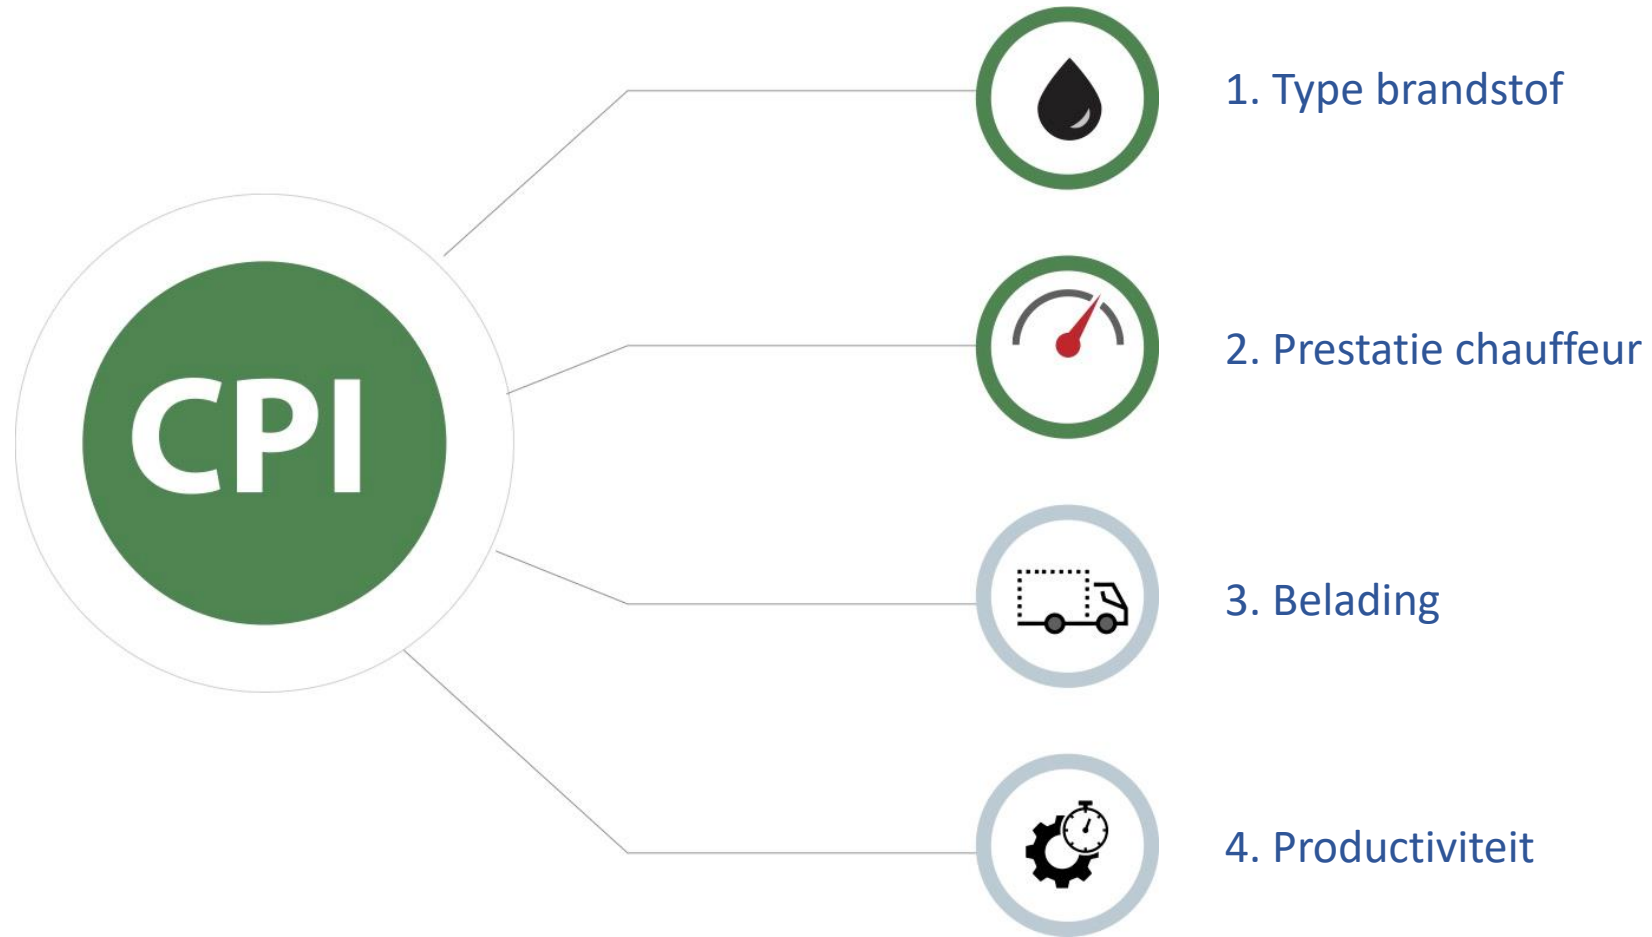 CPI
1. Type brandstof
2. Prestatie chauffeur
3. Belading
4. Productiviteit